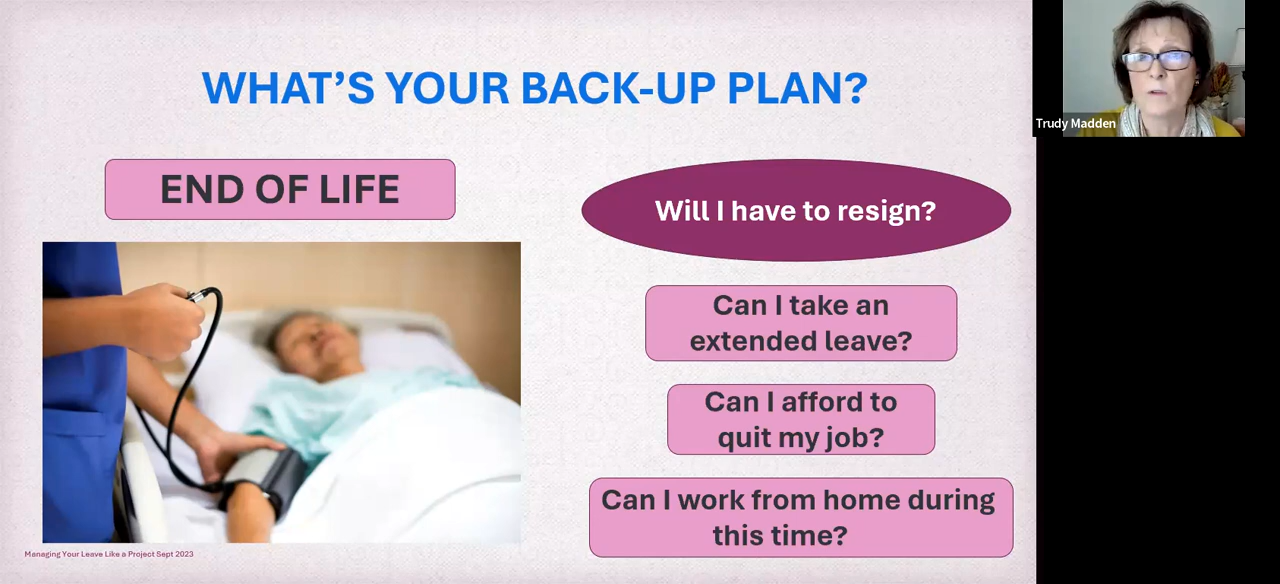 WHAT'S YOUR BACK-UP PLAN?
END OF LIFE
Will I have to resign?
Can I take an
extended leave?
Can I afford to
quit my job?
Can I work from home during
this time?
Managing Your Leave Like a Project Sept 2023
Trudy Madden